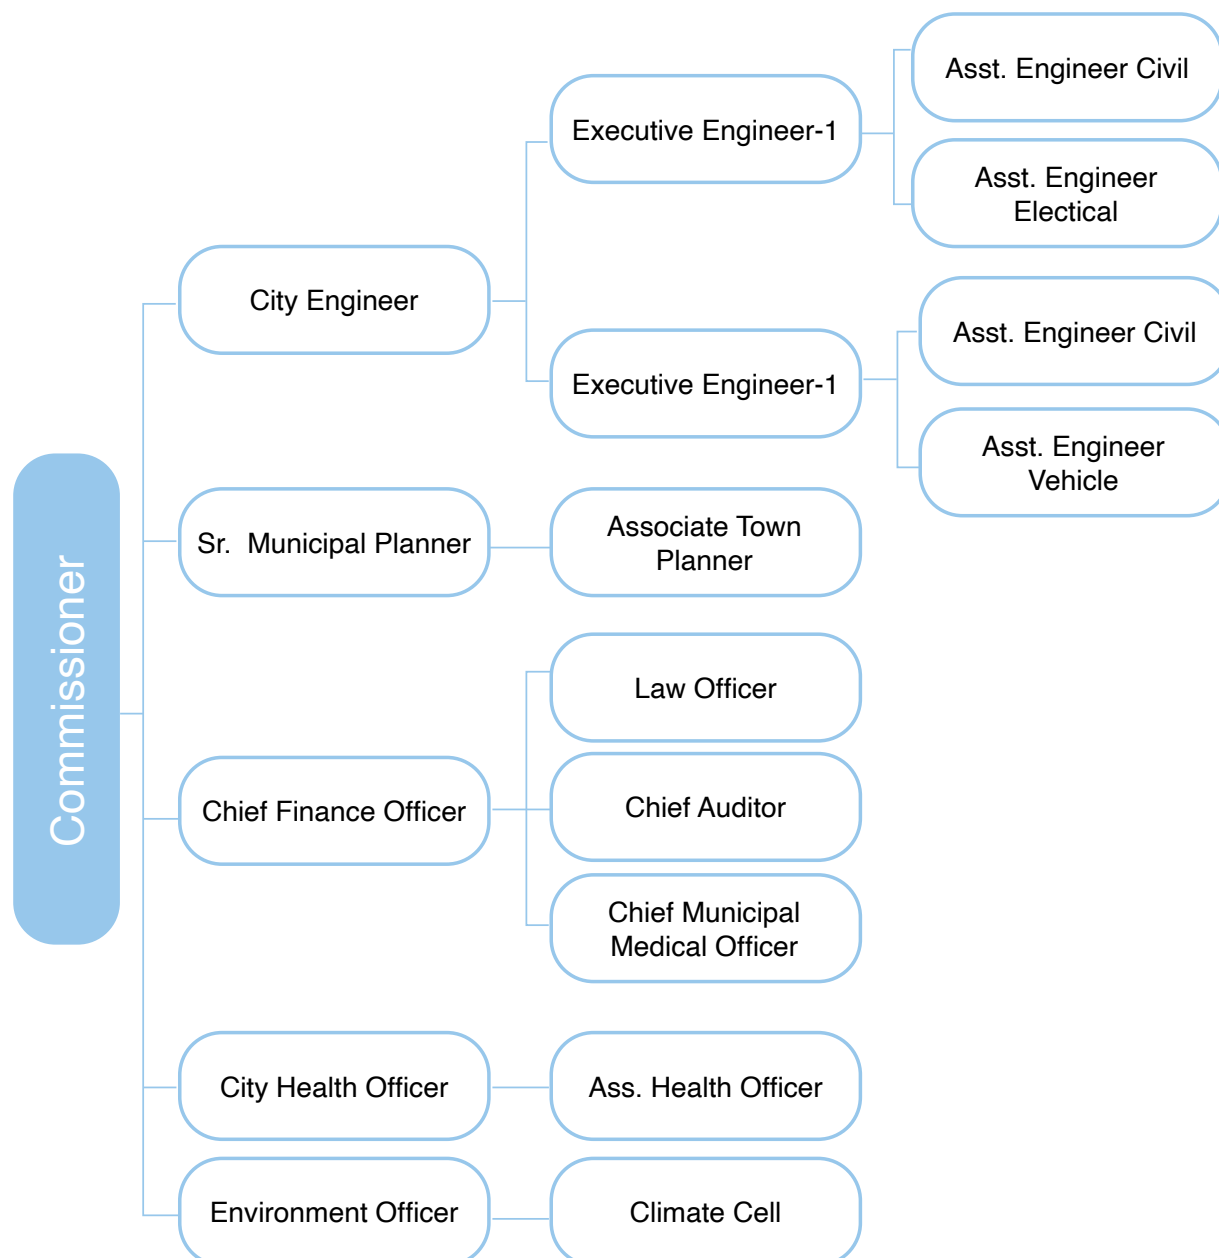 Commissioner
City Engineer
Executive Engineer-1
Asst. Engineer Civil
Asst. Engineer
Electical
Executive Engineer-1
Asst. Engineer Civil
Asst. Engineer
Vehicle
Sr.  Municipal Planner
Associate Town
Planner
Chief Finance Officer
Law Officer
Chief Auditor
Chief Municipal
Medical Officer
City Health Officer
Ass. Health Officer
Environment Officer
Climate Cell